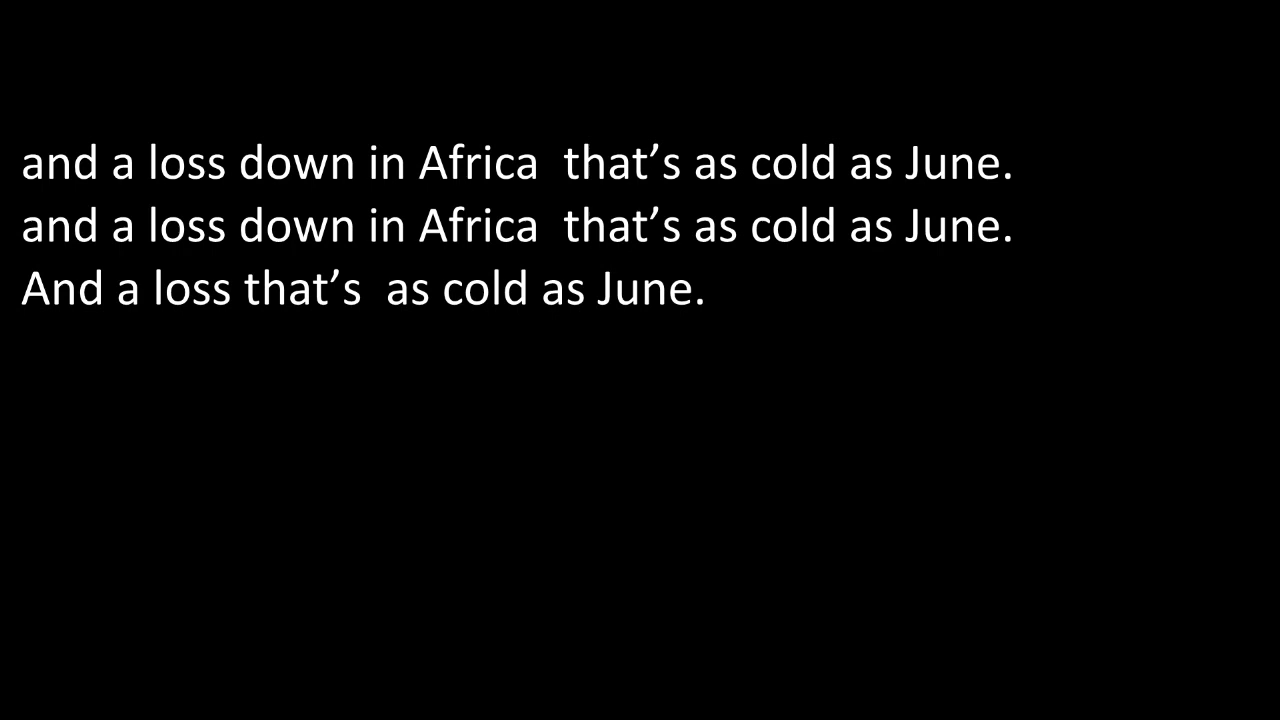 and a loss down in Africa  that’s as cold as June.
and a loss down in Africa  that’s as cold as June.
And a loss that’s  as cold as June.